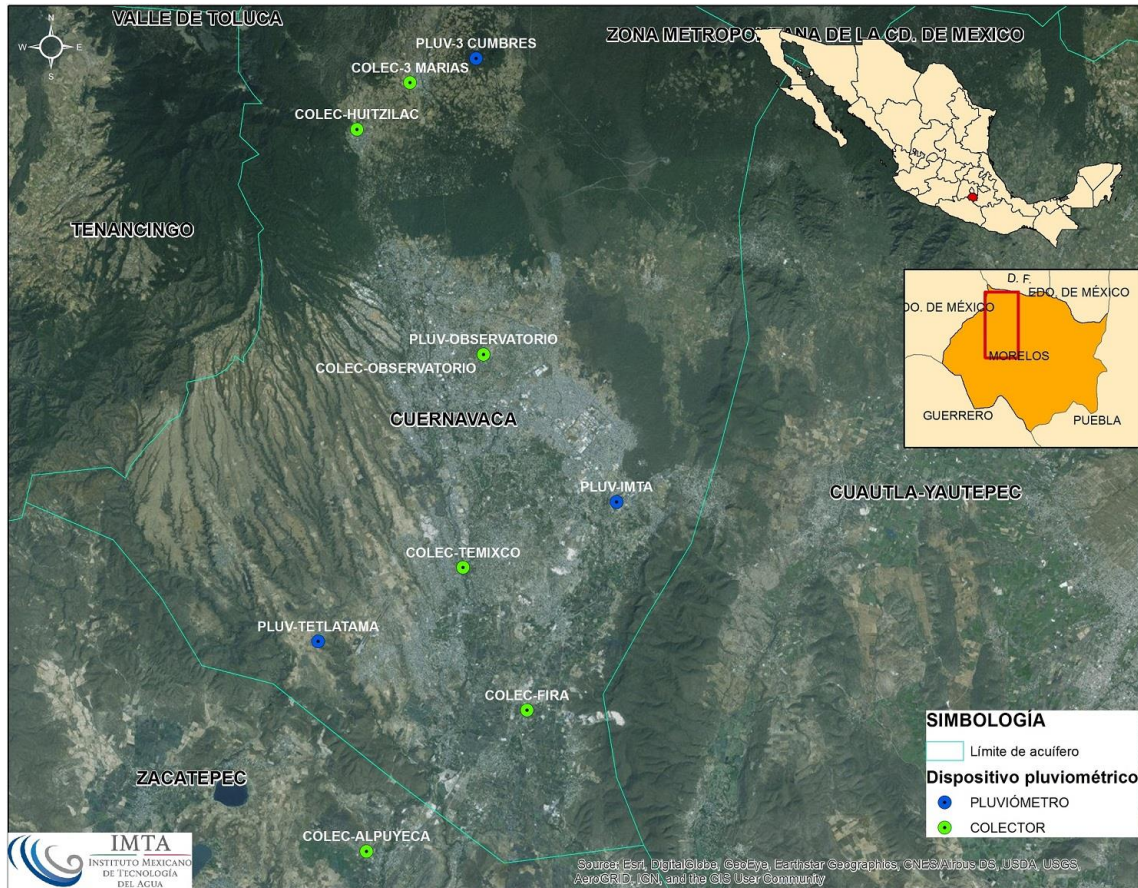 VALLE DE TOLUCA
N
W
E
S
PLUV-3 CUMBRES
COLEC-3 MARIAS
COLEC-HUITZILAC
ZONA METROPOLITANA DE LA CD. DE MEXICO
TENANCINGO
D. F.
EDO. DE MÉXICO
DO. DE MÉXICO
MORELOS
GUERRERO
PUEBLA
PLUV-OBSERVATORIO
COLEC-OBSERVATORIO
CUERNAVACA
PLUV-IMTA
CUAUTLA-YAUTEPEC
COLEC-TEMIXCO
PLUV-TETLATAMA
COLEC-FIRA
ZACATEPEC
COLEC-ALPUYECA
SIMBOLOGÍA
Límite de acuífero
Dispositivo pluviométrico
PLUVIÓMETRO
COLECTOR
IMTA
INSTITUTO MEXICANO
DE TECNOLOGÍA
DEL AGUA
Source: Esri, DigitalGlobe, GeoEye, Earthstar Geographics, CNES/Airbus DS, USDA, USGS,
AeroGRID, IGN, and the GIS User Community